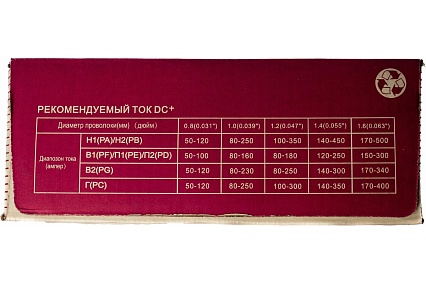 РЕКОМЕНДУЕМЫЙ ТОК DC+
Диаметр проволоки(мм) (дюйм) 0.8(0.031") 1.0(0.039") 1.2(0.047") 1.4(0.055") 1.6(0.063")
Диапазон тока (ампер)
Н1(PA)/Н2(PB) 50-120 80-250 100-350 140-450 170-500
В1(PF)/П1(PE)/П2(PD) 50-100 80-160 80-180 120-250 150-300
В2(PG) 50-120 80-230 80-250 140-300 170-340
Г(PC) 50-120 80-250 100-300 140-350 170-400